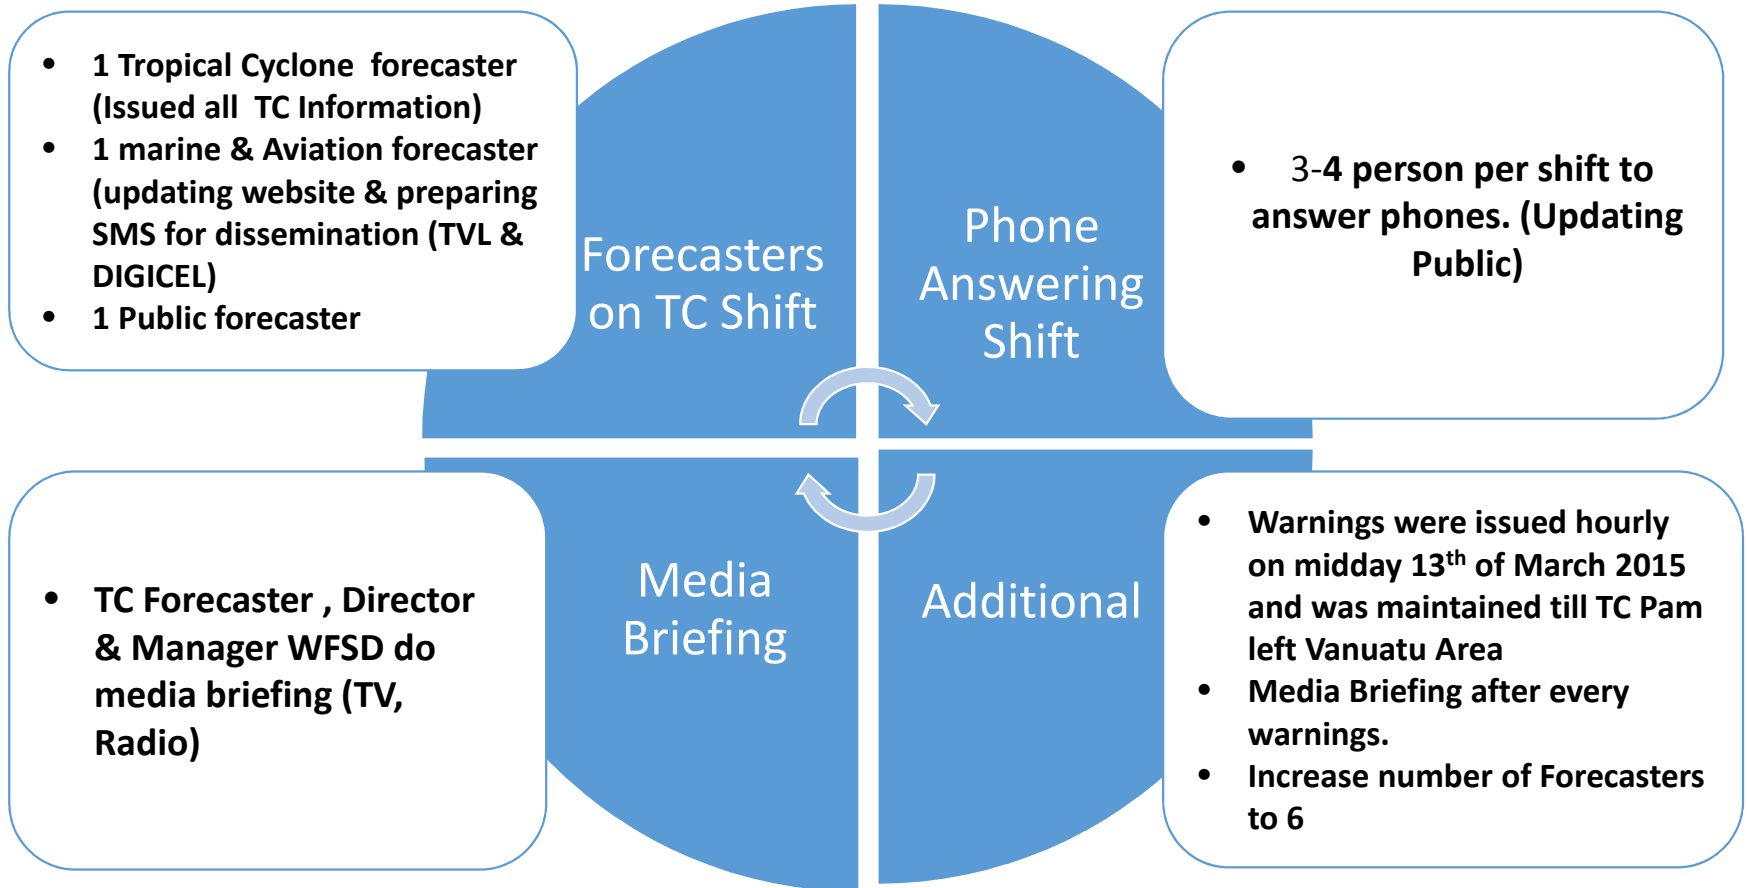 • 1 Tropical Cyclone forecaster
(Issued all TC Information)
• 1 marine & Aviation forecaster
(updating website & preparing
SMS for dissemination (TVL &
DIGICEL)
• 1 Public forecaster
Forecasters
on TC Shift
Phone
Answering
Shift
• 3-4 person per shift to
answer phones. (Updating
Public)
• TC Forecaster , Director
& Manager WFSD do
media briefing (TV,
Radio)
Media
Briefing
Additional
• Warnings were issued hourly
on midday 13th of March 2015
and was maintained till TC Pam
left Vanuatu Area
• Media Briefing after every
warnings.
• Increase number of Forecasters
to 6